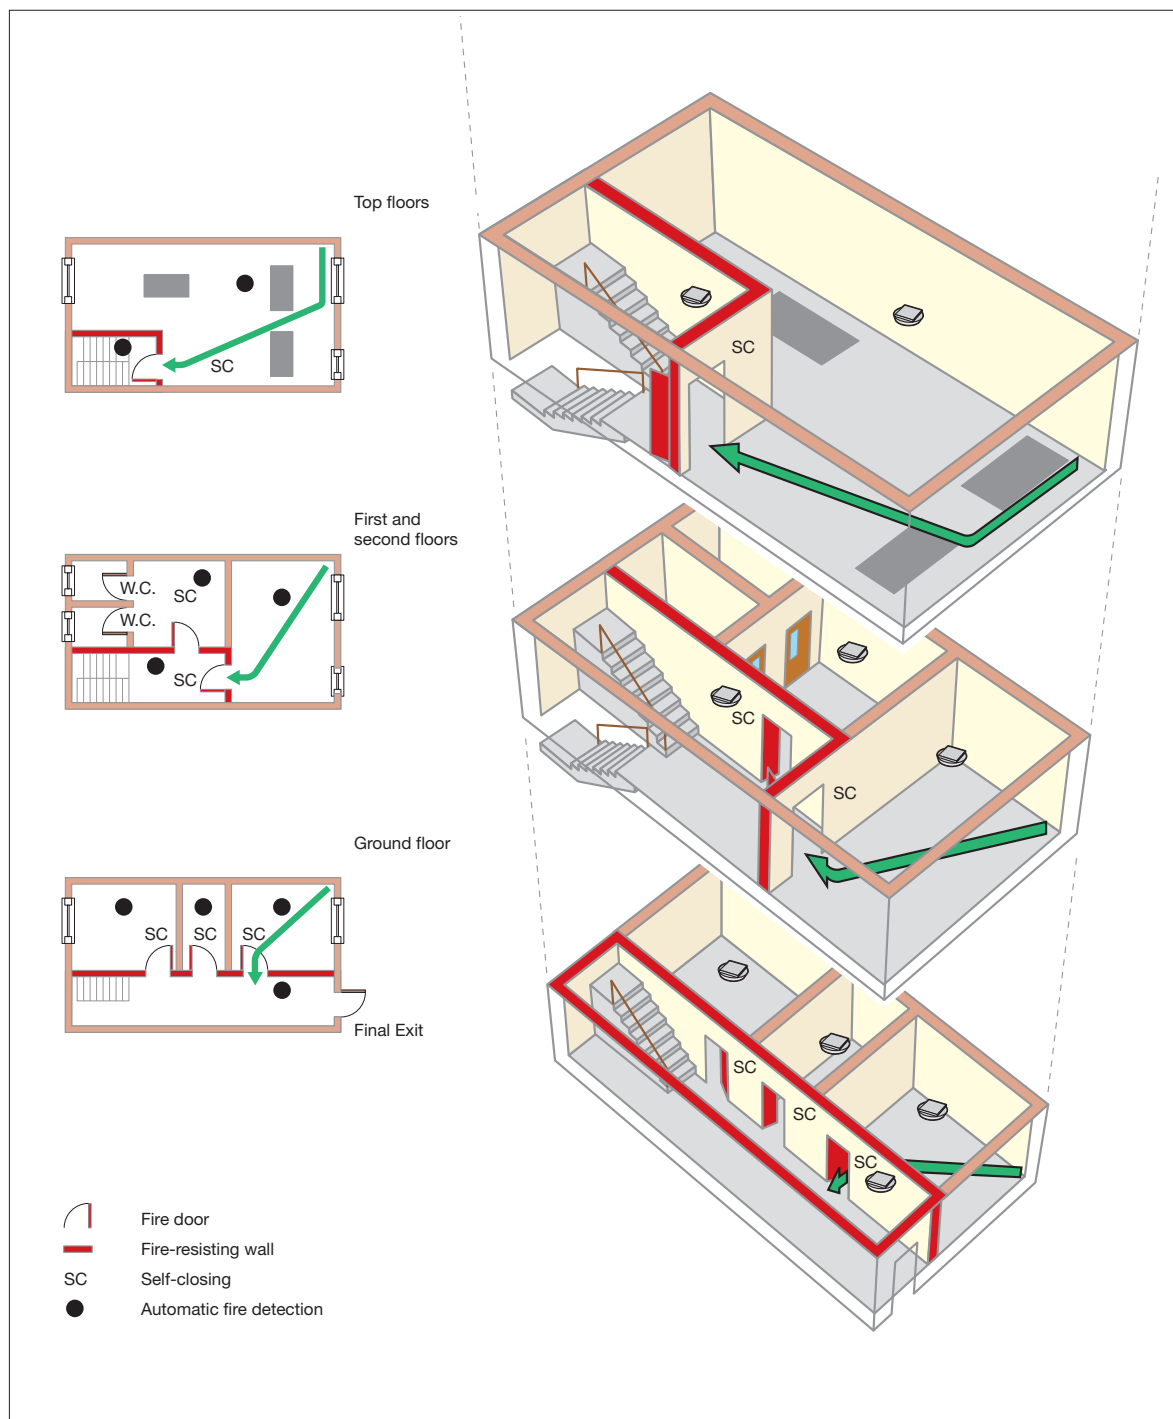 Top floors
SC
SC
First and
second floors
W.C.
SC
W.C.
SC
SC
SC
Ground floor
SC
SC
SC
Final Exit
SC
SC
SC
Fire door
Fire-resisting wall
SC
Self-closing
Automatic fire detection